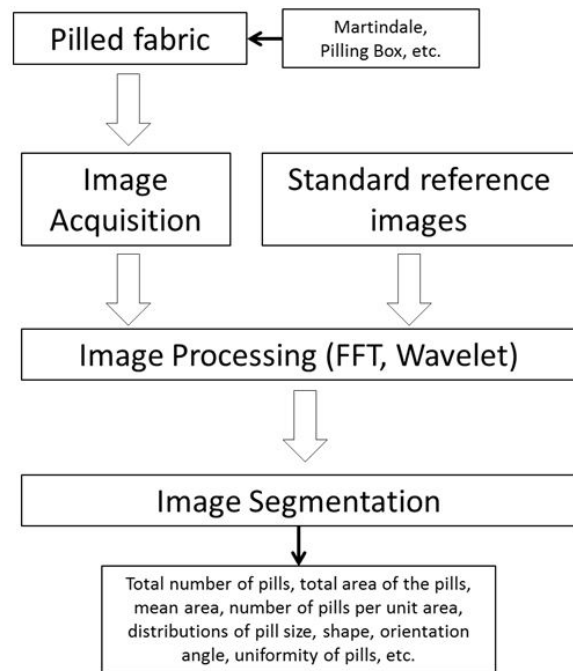 Pilled fabric
Martindale,
Pilling Box, etc.
Image
Acquisition
Standard reference
images
Image Processing (FFT, Wavelet)
Image Segmentation
Total number of pills, total area of the pills,
mean area, number of pills per unit area,
distributions of pill size, shape, orientation
angle, uniformity of pills, etc.